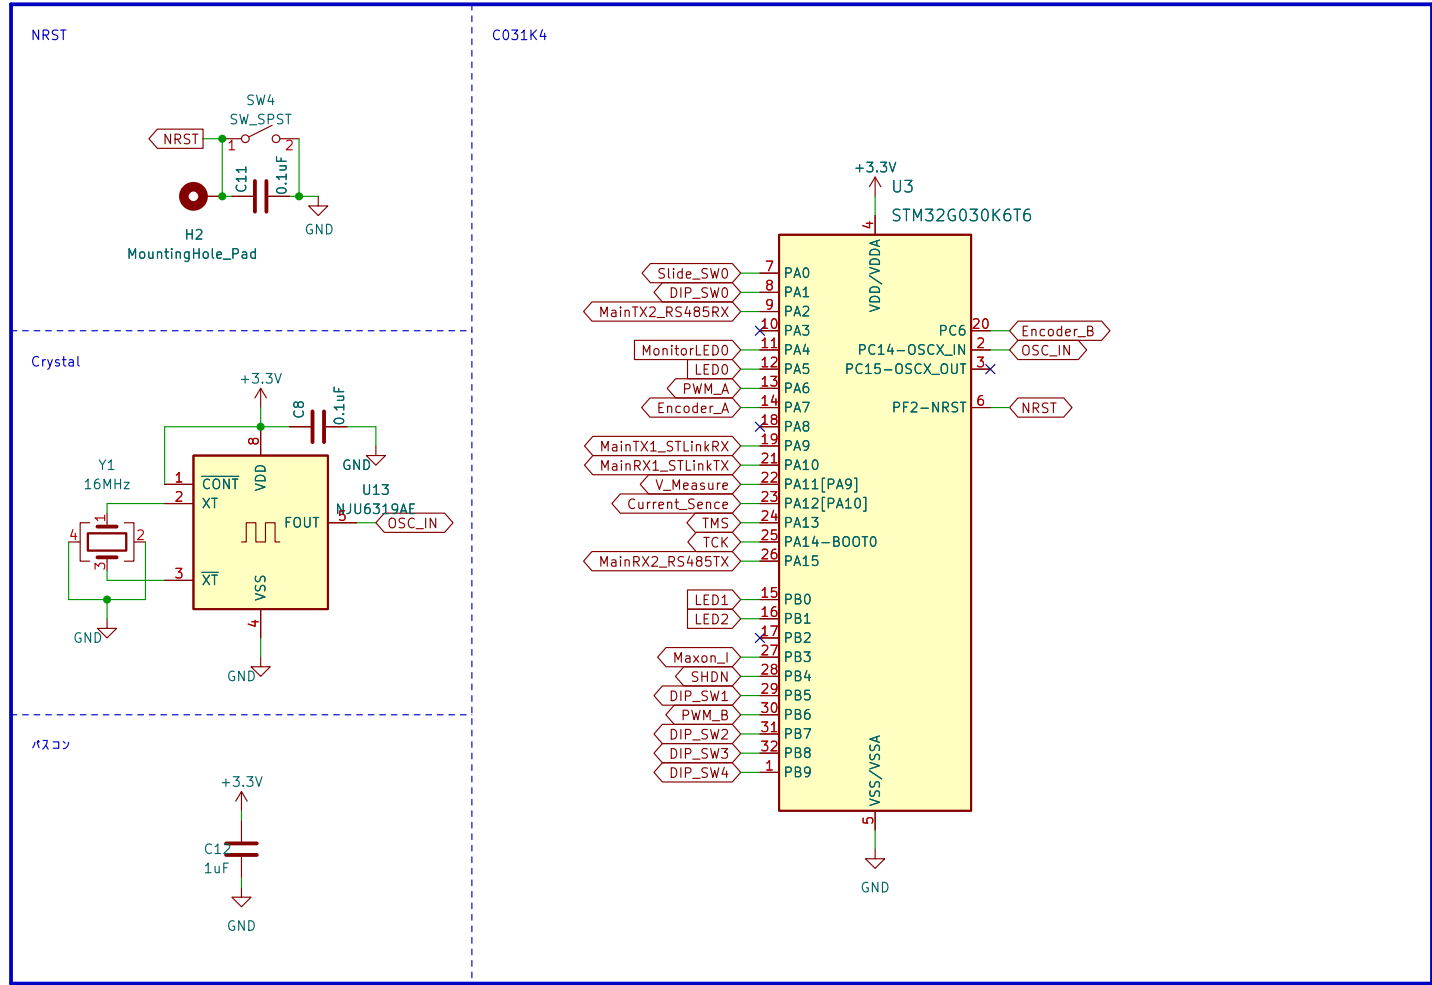 NRST
SW4
SW_SPST
NRST
1
2
C11
0.1uF
GND
H2
MountingHole_Pad
Crystal
+3.3V
C8
0.1uF
GND
8
VDD
Y1
16MHz
1
2
3
4
1
CONT
2
XT
3
XT
U13
NJU6319AE
FOUT
5
OSC_IN
VSS
4
GND
GND
パスコン
+3.3V
C12
1uF
GND
C031K4
+3.3V
U3
STM32G030K6T6
4
VDD/VDDA
Slide_SW0 7 PA0
DIP_SW0 8 PA1
MainTX2_RS485RX 9 PA2
10 PA3
MonitorLED0 11 PA4
LED0 12 PA5
PWM_A 13 PA6
Encoder_A 14 PA7
18 PA8
MainTX1_STLinkRX 19 PA9
MainRX1_STLinkTX 21 PA10
V_Measure 22 PA11[PA9]
Current_Sence 23 PA12[PA10]
TMS 24 PA13
TCK 25 PA14-BOOT0
MainRX2_RS485TX 26 PA15
LED1 15 PB0
LED2 16 PB1
17 PB2
Maxon_I 27 PB3
SHDN 28 PB4
DIP_SW1 29 PB5
PWM_B 30 PB6
DIP_SW2 31 PB7
DIP_SW3 32 PB8
DIP_SW4 1 PB9
PC6 20 Encoder_B
PC14-OSCX_IN 2 OSC_IN
PC15-OSCX_OUT 3
PF2-NRST 6 NRST
VSS/VSSA
5
GND